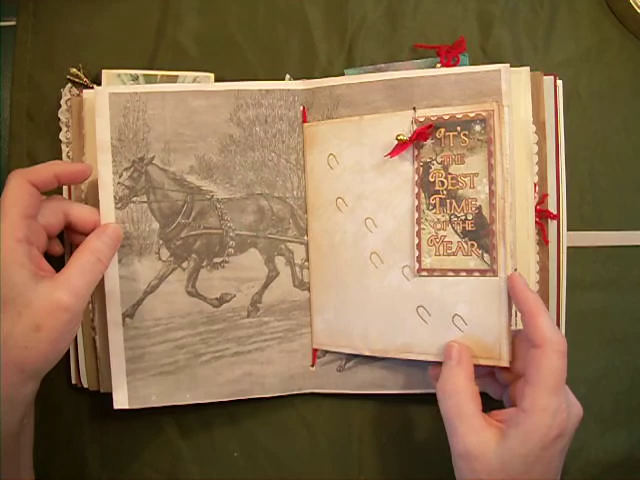 IT'S
THE
BEST
TIME
OF THE
YEAR